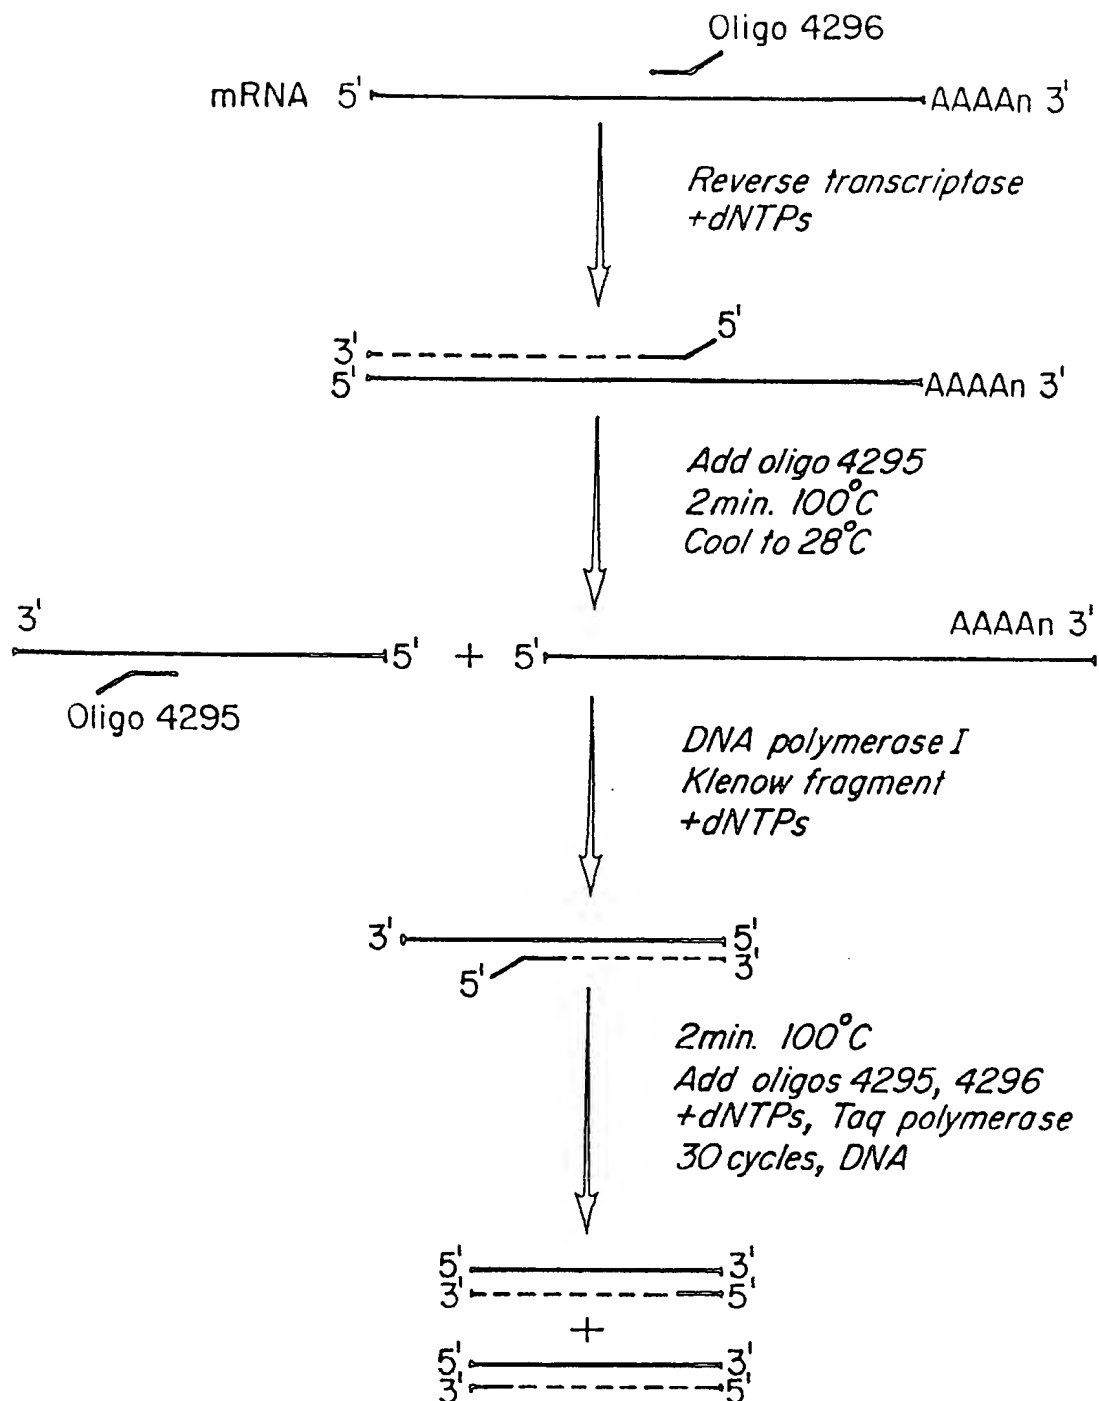 Oligo 4296
mRNA 5' AAAAn 3'
Reverse transcriptase
+dNTPs
5'
3'
5' AAAAn 3'
Add oligo 4295
2min. 100°C
Cool to 28°C
3' AAAAn 3'
5' + 5'
Oligo 4295
DNA polymerase I
Klenow fragment
+dNTPs
3' 5'
5' 3'
2min. 100°C
Add oligos 4295, 4296
+dNTPs, Taq polymerase
30 cycles, DNA
5' 3'
3' 5'
+
5' 3'
3' 5'